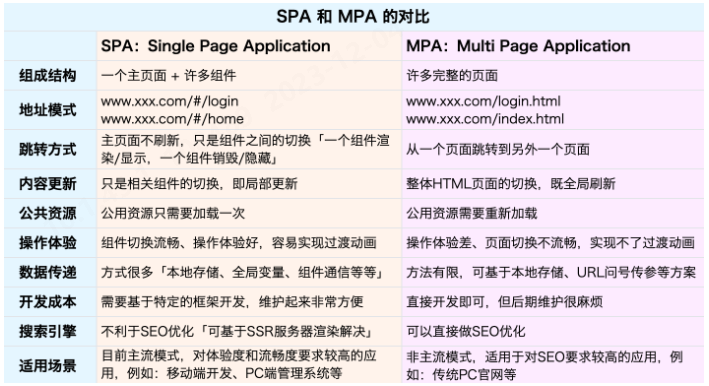 SPA 和 MPA 的对比
SPA：Single Page Application
MPA：Multi Page Application
组成结构
一个主页面 + 许多组件
许多完整的页面
地址模式
www.xxx.com/#/login
www.xxx.com/#/home
www.xxx.com/login.html
www.xxx.com/index.html
跳转方式
主页面不刷新，只是组件之间的切换「一个组件渲
染/显示，一个组件销毁/隐藏」
从一个页面跳转到另外一个页面
内容更新
只是相关组件的切换，即局部更新
整体HTML页面的切换，既全局刷新
公共资源
公用资源只需要加载一次
公用资源需要重新加载
操作体验
组件切换流畅、操作体验好，容易实现过渡动画
操作体验差、页面切换不流畅，实现不了过渡动画
数据传递
方式很多「本地存储、全局变量、组件通信等等」
方法有限，可基于本地存储、URL问号传参等方案
开发成本
需要基于特定的框架开发，维护起来非常方便
直接开发即可，但后期维护很麻烦
搜索引擎
不利于SEO优化「可基于SSR服务器渲染解决」
可以直接做SEO优化
适用场景
目前主流模式，对体验度和流畅度要求较高的应
用，例如：移动端开发、PC端管理系统等
非主流模式，适用于对SEO要求较高的应用，例
如：传统PC官网等